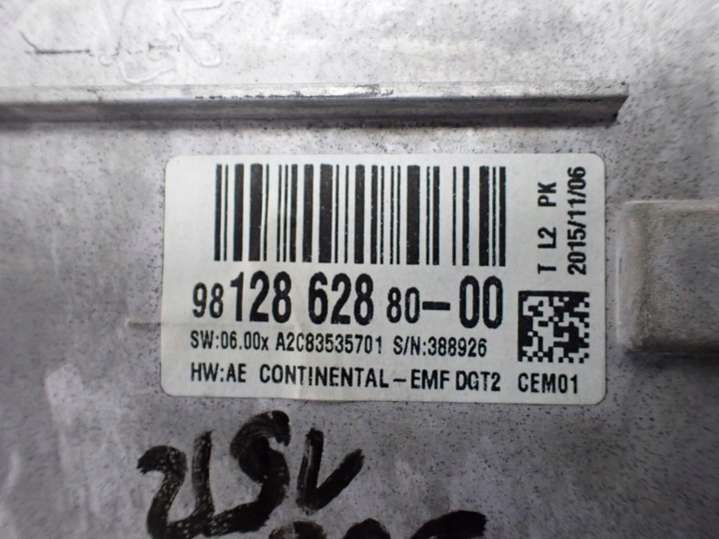 98 128 628 80-00
SW:06.00x A2C83535701 S/N:388926
HW:AE CONTINENTAL-EMF DGT2 CEM01
T L2 PK
2015/11/06